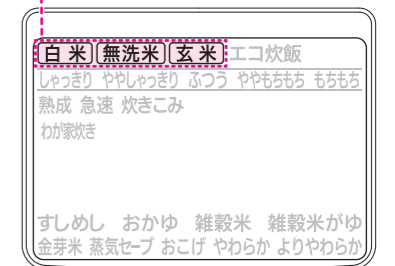 白米 無洗米 玄米 エコ炊飯
しゃっきり ややしゃっきり ふつう ややもちもち もちもち
熟成 急速 炊きこみ
わが家炊き
すしめし おかゆ 雑穀米 雑穀米がゆ
金芽米 蒸気セーブ おこげ やわらか よりやわらか